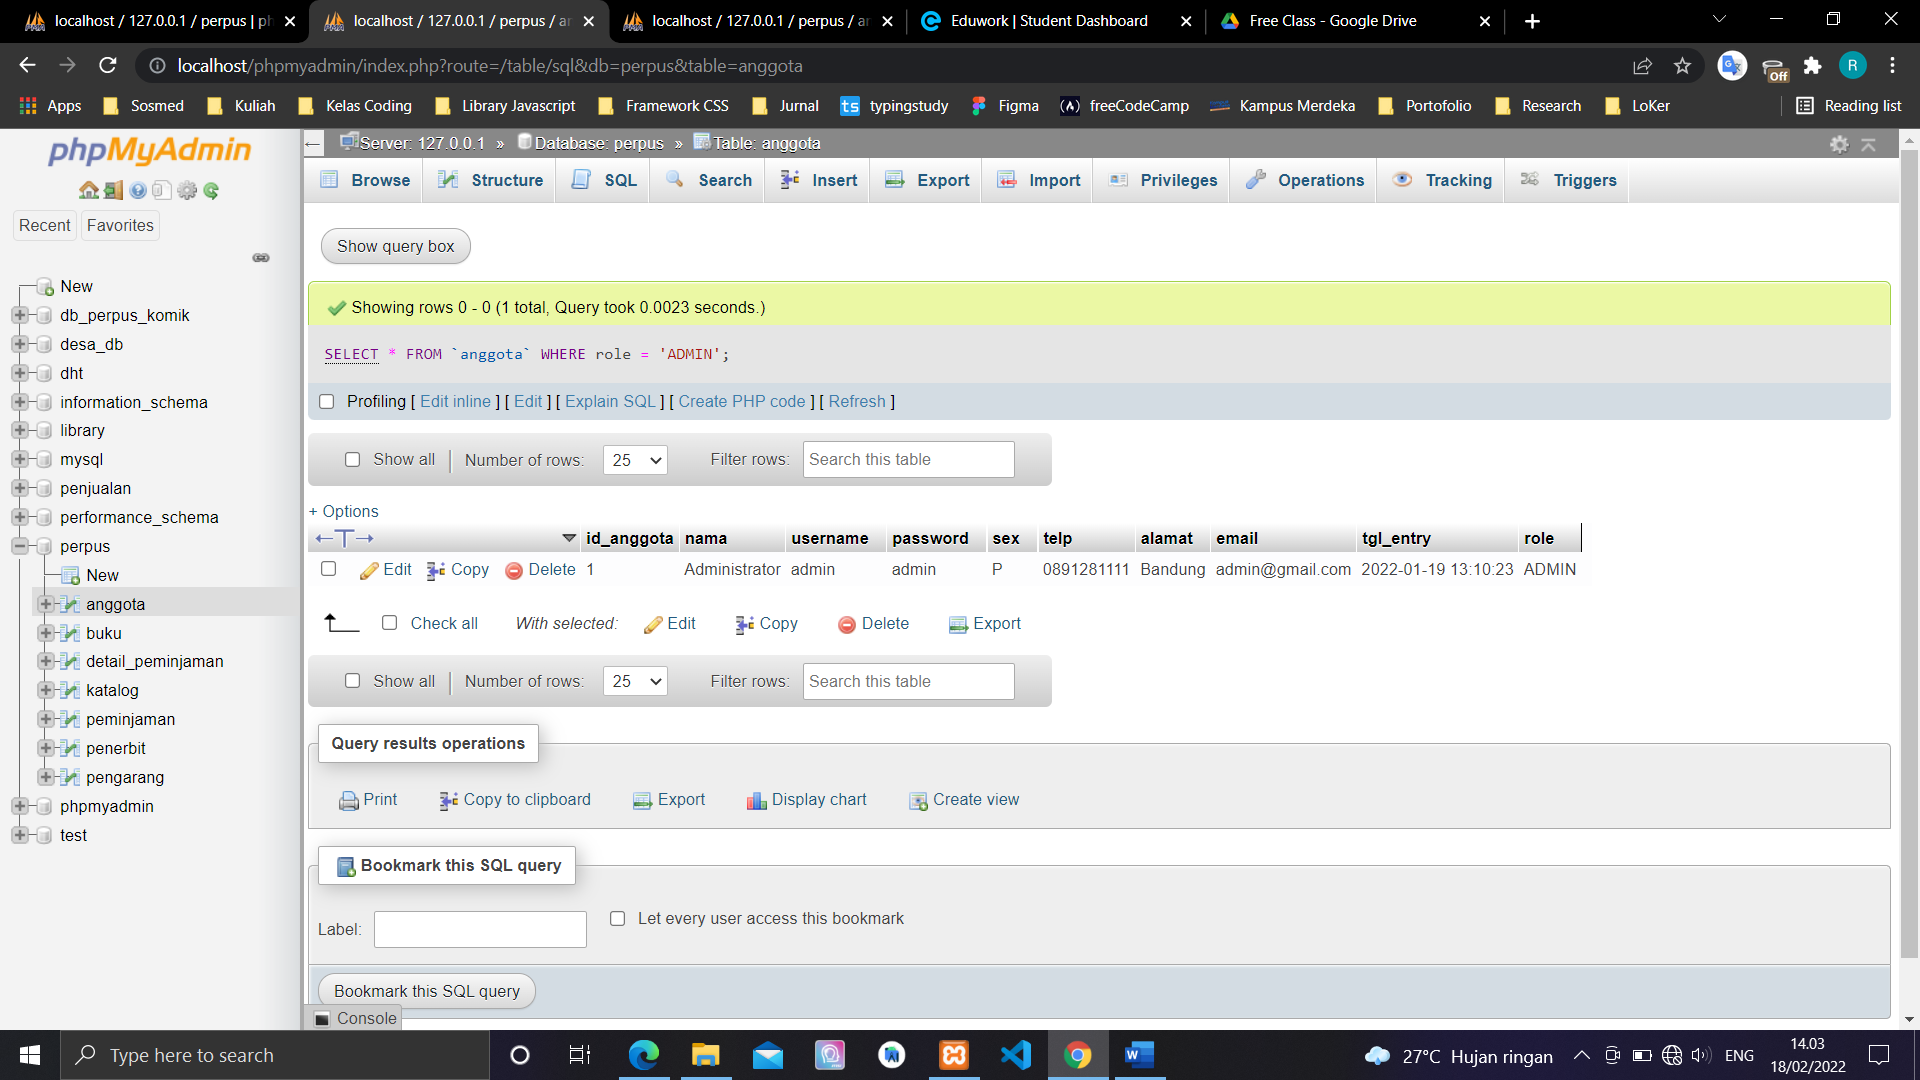 localhost / 127.0.0.1 / perpus | ph
localhost / 127.0.0.1 / perpus / an
localhost / 127.0.0.1 / perpus / an
Eduwork | Student Dashboard
Free Class - Google Drive
localhost/phpmyadmin/index.php?route=/table/sql&db=perpus&table=anggota
Off
R
Apps
Sosmed
Kuliah
Kelas Coding
Library Javascript
Framework CSS
Jurnal
ts typingstudy
Figma
(A) freeCodeCamp
Kampus Merdeka
Portofolio
Research
LoKer
Reading list
phpMyAdmin
Recent
Favorites
New
db_perpus_komik
desa_db
dht
information_schema
library
mysql
penjualan
performance_schema
perpus
New
anggota
buku
detail_peminjaman
katalog
peminjaman
penerbit
pengarang
phpmyadmin
test
Server: 127.0.0.1 » Database: perpus » Table: anggota
Browse
Structure
SQL
Search
Insert
Export
Import
Privileges
Operations
Tracking
Triggers
Show query box
Showing rows 0 - 0 (1 total, Query took 0.0023 seconds.)
SELECT * FROM `anggota` WHERE role = 'ADMIN';
Profiling [ Edit inline ] [ Edit ] [ Explain SQL ] [ Create PHP code ] [ Refresh ]
Show all | Number of rows: 25 Filter rows: Search this table
+ Options
id_anggota nama username password sex telp alamat email tgl_entry role
Edit Copy Delete 1 Administrator admin admin P 0891281111 Bandung admin@gmail.com 2022-01-19 13:10:23 ADMIN
Check all With selected: Edit Copy Delete Export
Show all | Number of rows: 25 Filter rows: Search this table
Query results operations
Print Copy to clipboard Export Display chart Create view
Bookmark this SQL query
Label: Let every user access this bookmark
Bookmark this SQL query
Console
Type here to search
27°C Hujan ringan
ENG
14.03
18/02/2022